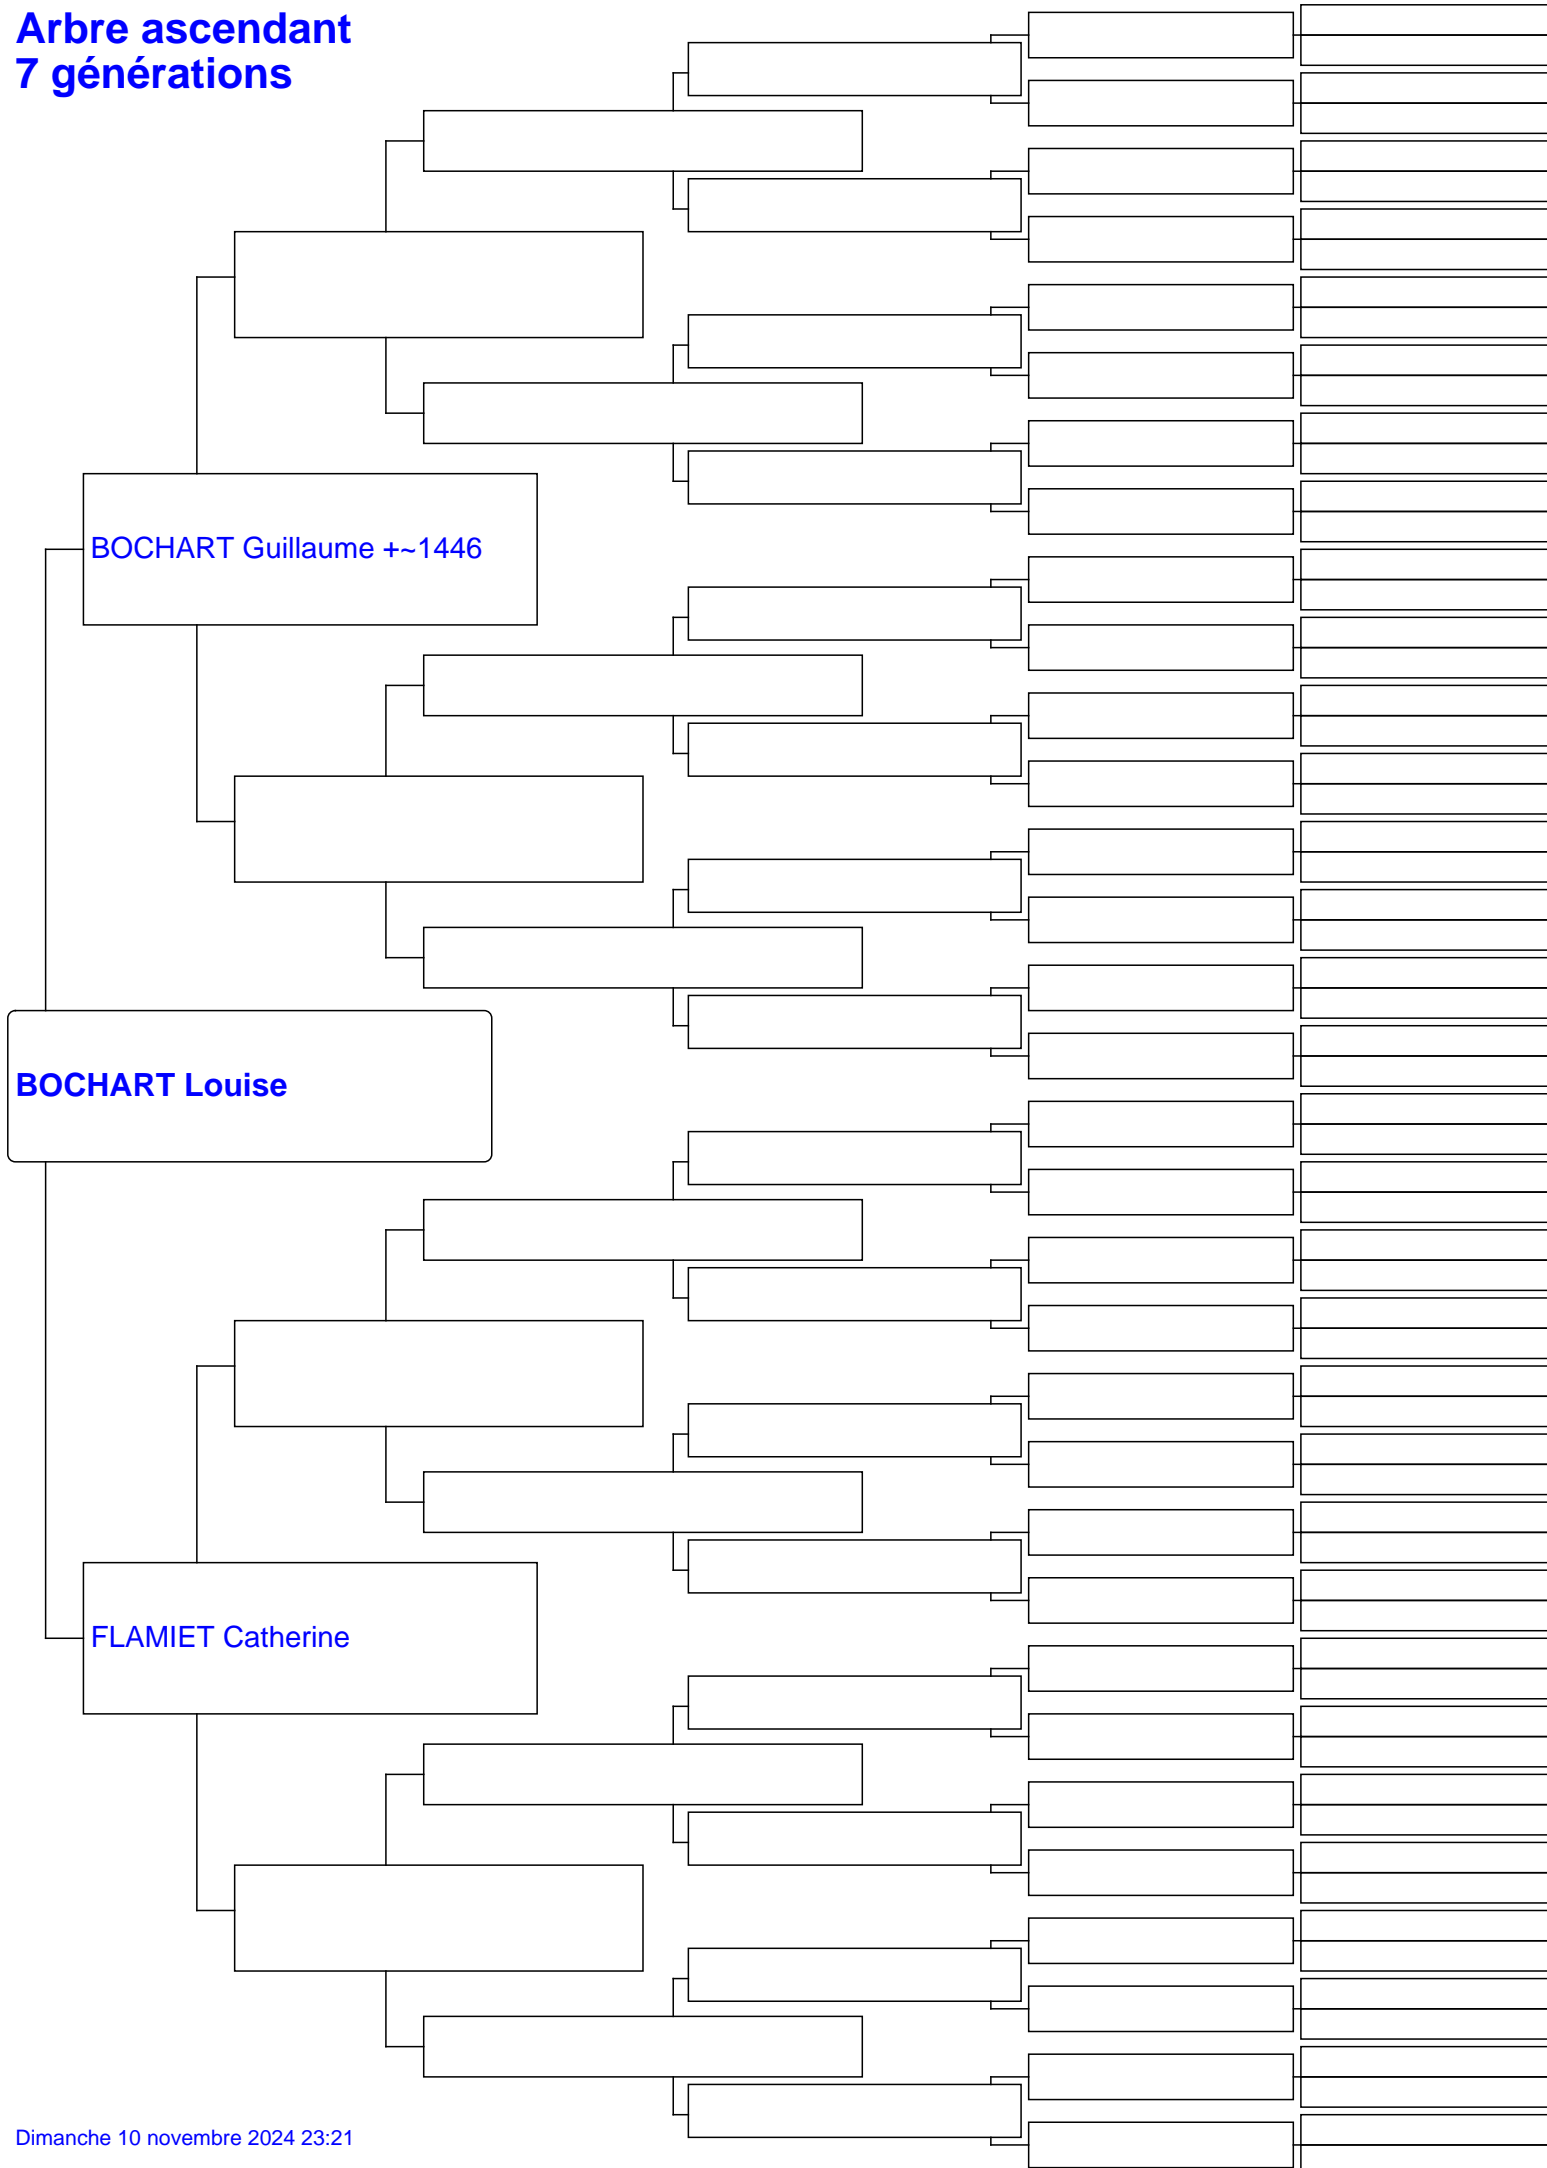 Arbre ascendant
7 générations
BOCHART Guillaume +~1446
BOCHART Louise
FLAMIET Catherine
Dimanche 10 novembre 2024 23:21